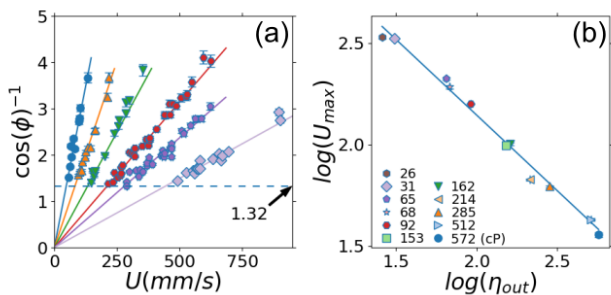 (a)
cos(ϕ)⁻¹
5
4
3
2
1
0
0 250 500 750
U(mm/s)
1.32
(b)
log(U_max)
2.5
2.0
1.5
1.5 2.0 2.5
log(η_out)
26
31
65
68
92
153
162
214
285
512
572 (cP)